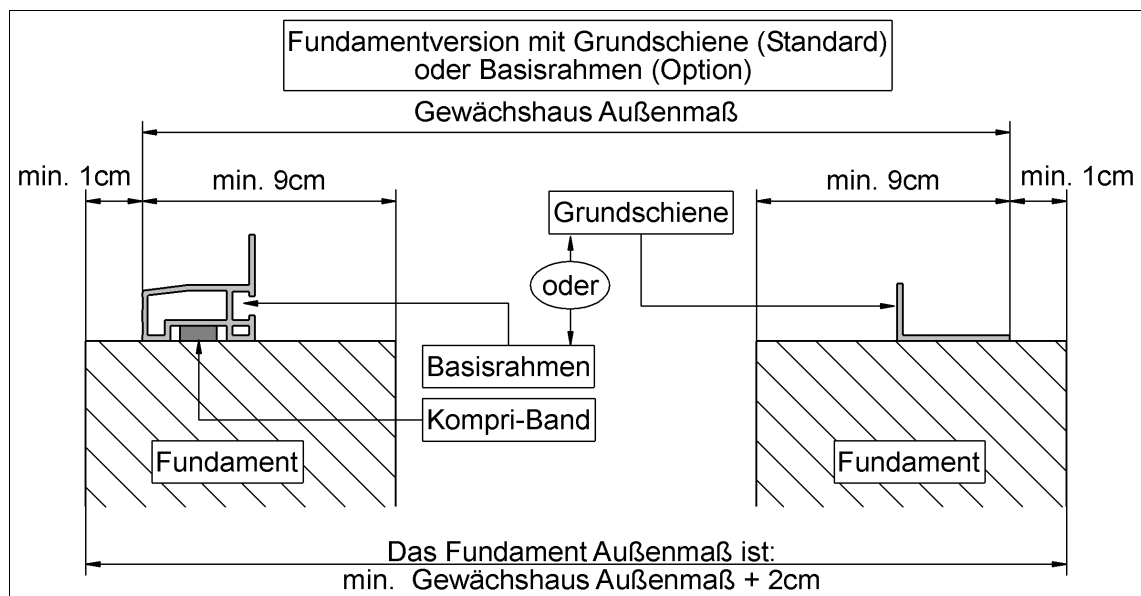 Fundamentversion mit Grundschiene (Standard)
oder Basisrahmen (Option)
Gewächshaus Außenmaß
min. 1cm
min. 9cm
min. 9cm
min. 1cm
Grundschiene
oder
Basisrahmen
Kompri-Band
Fundament
Fundament
Das Fundament Außenmaß ist:
min. Gewächshaus Außenmaß + 2cm